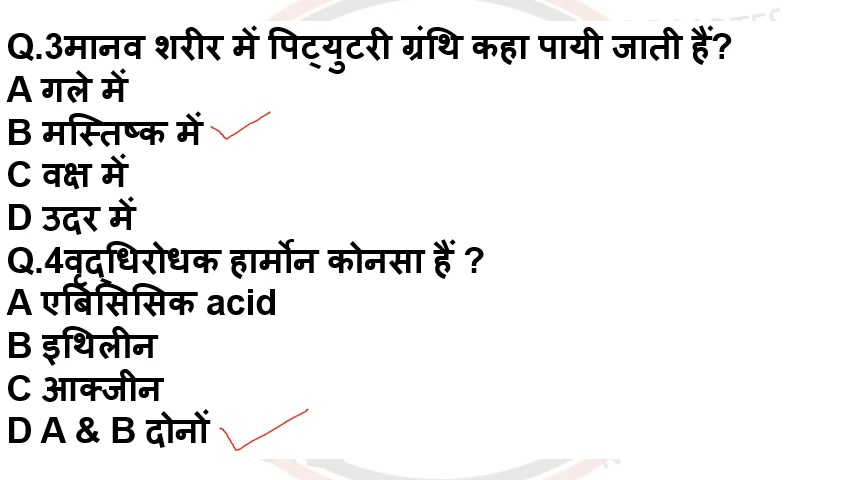 Q.3मानव शरीर में पिट्युटरी ग्रंथि कहा पायी जाती हैं?
A गले में
B मस्तिष्क में
C वक्ष में
D उदर में
Q.4वृद्धिरोधक हार्मोन कोनसा हैं ?
A एबिसिसिक acid
B इथिलीन
C आक्जीन
D A & B दोनों